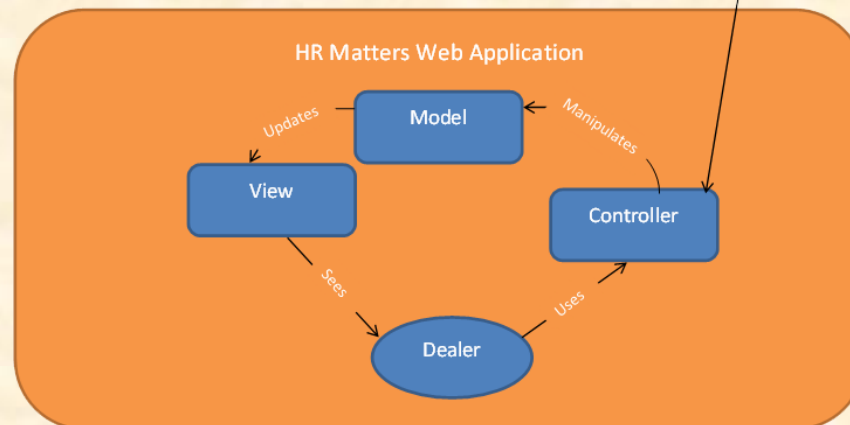 HR Matters Web Application
Model
Updates
Manipulates
View
Controller
Sees
Uses
Dealer